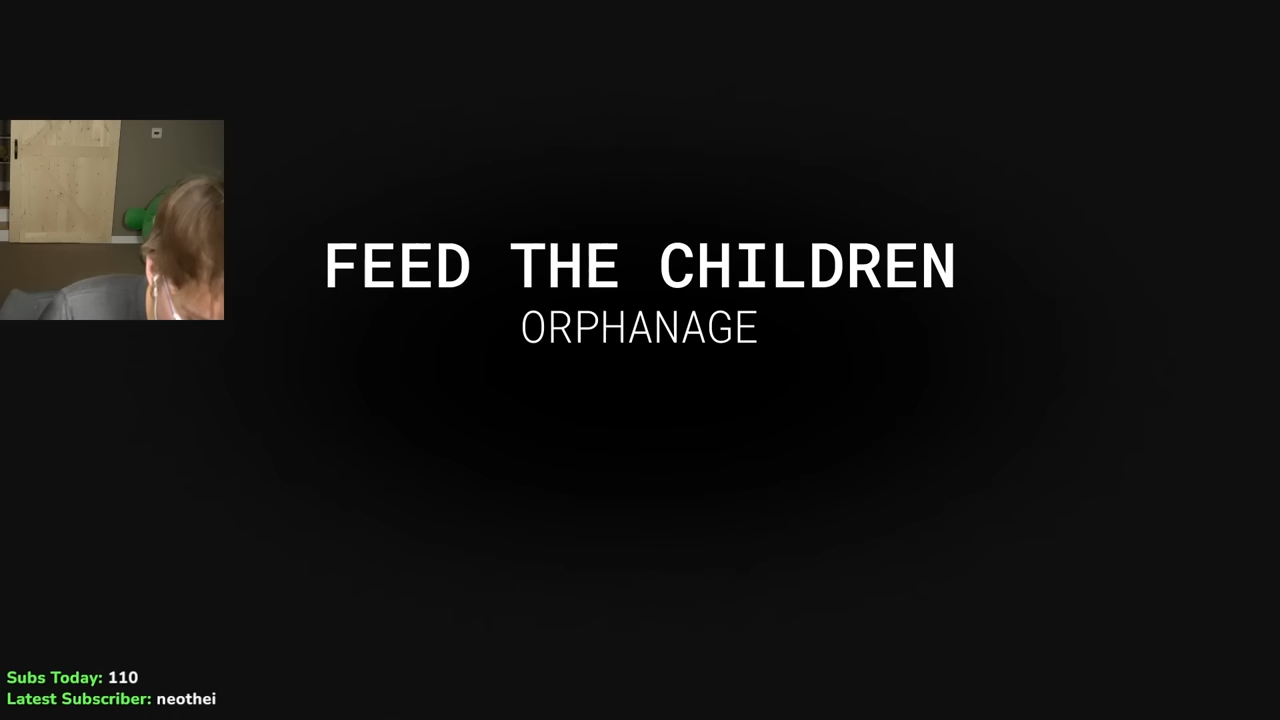 FEED THE CHILDREN
ORPHANAGE
Subs Today: 110
Latest Subscriber: neothei